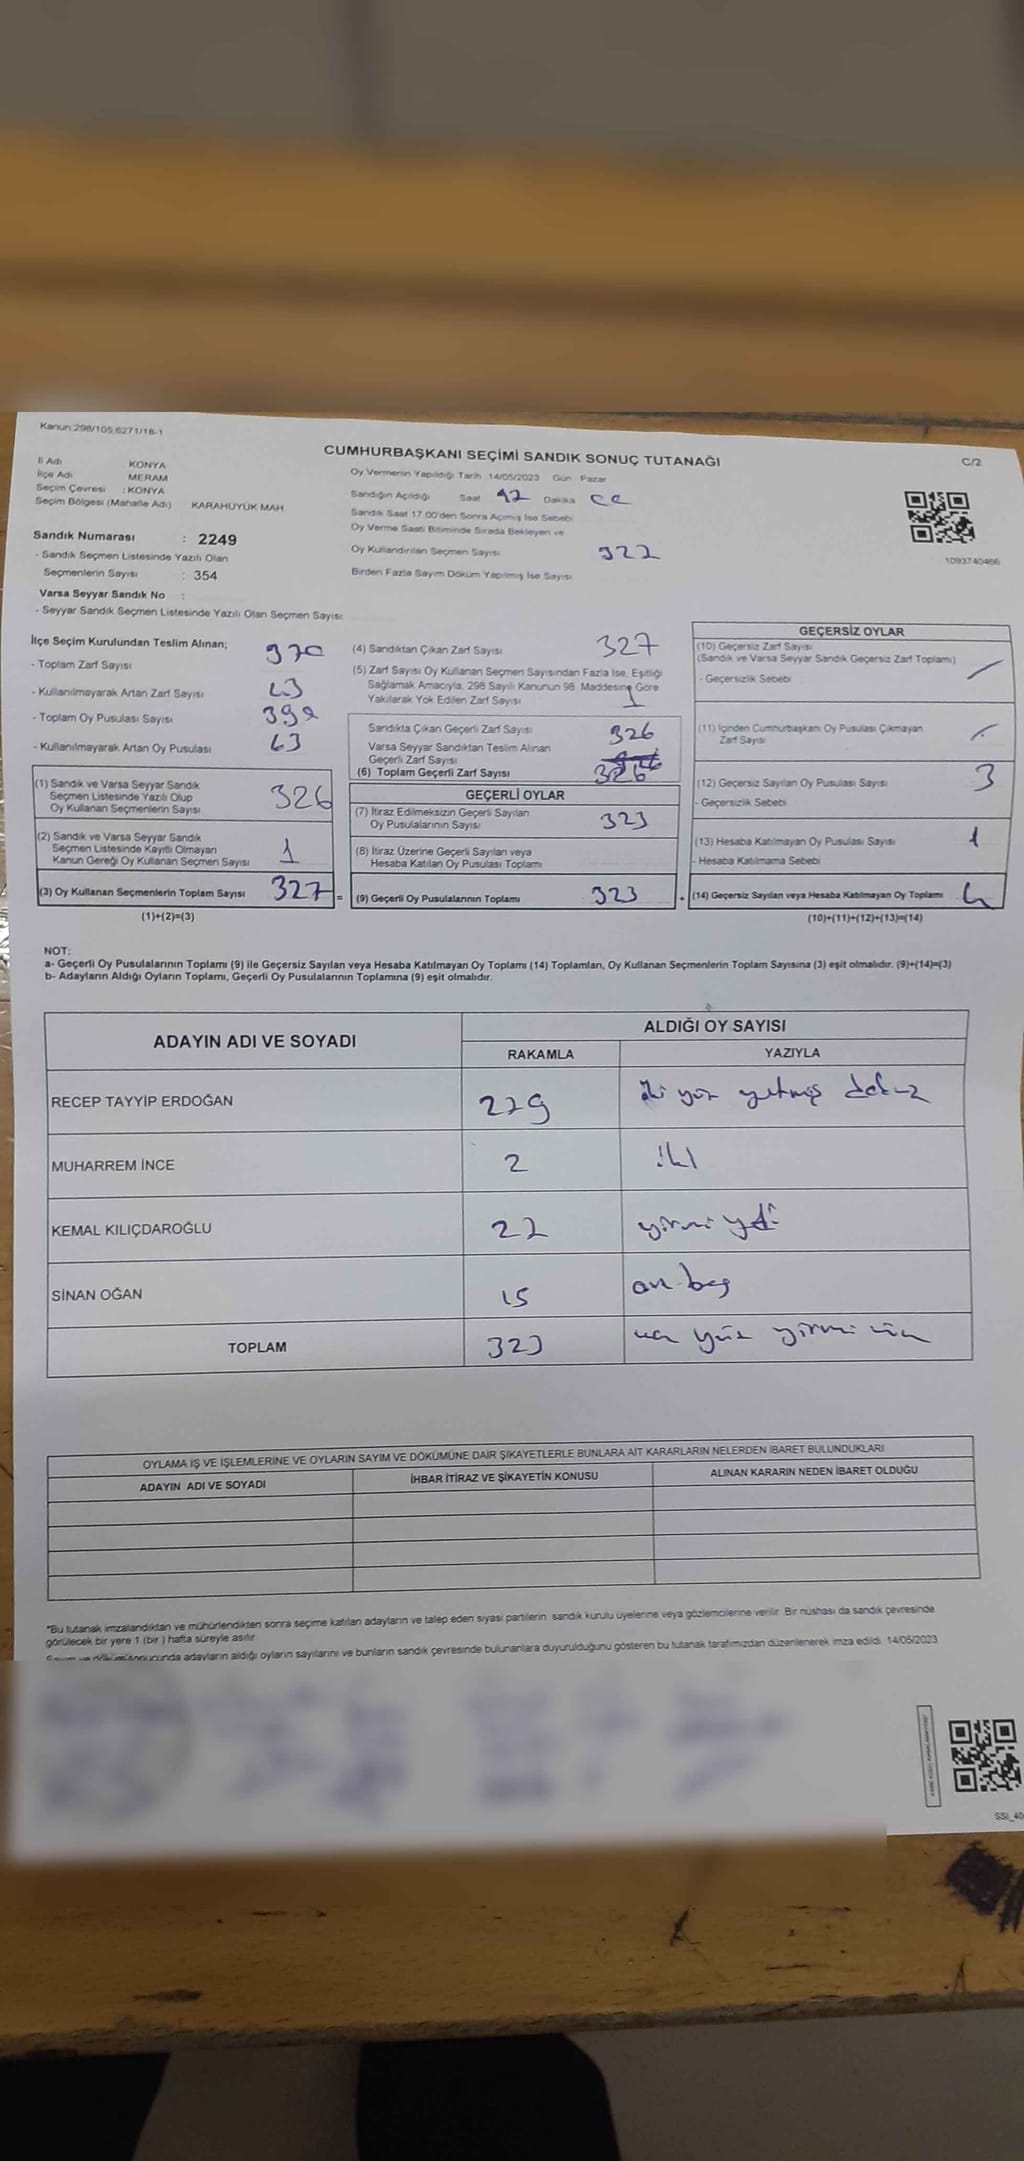 Kanun:298/105,6271/18-1
CUMHURBAŞKANI SEÇİMİ SANDIK SONUÇ TUTANAĞI
C/2
İl Adı KONYA
İlçe Adı MERAM
Seçim Çevresi : KONYA
Seçim Bölgesi (Mahalle Adı) KARAHÜYÜK MAH
Oy Vermenin Yapıldığı Tarih 14/05/2023 Gün Pazar
Sandığın Açıldığı Saat 17 Dakika
Sandık Saat 17.00'den Sonra Açımış İse Sebebi
Oy Verme Saati Bitiminde Sırada Bekleyen ve
Oy Kullandırılan Seçmen Sayısı 327
Birden Fazla Sayım Döküm Yapılmış İse Sayısı
1093740466
Sandık Numarası : 2249
- Sandık Seçmen Listesinde Yazılı Olan
Seçmenlerin Sayısı : 354
Varsa Seyyar Sandık No :
- Seyyar Sandık Seçmen Listesinde Yazılı Olan Seçmen Sayısı:
İlçe Seçim Kurulundan Teslim Alınan;
- Toplam Zarf Sayısı 370
- Kullanılmayarak Artan Zarf Sayısı 43
- Toplam Oy Pusulası Sayısı
- Kullanılmayarak Artan Oy Pusulası 63
(1) Sandık ve Varsa Seyyar Sandık
Seçmen Listesinde Yazılı Olup
Oy Kullanan Seçmenlerin Sayısı 326
(2) Sandık ve Varsa Seyyar Sandık
Seçmen Listesinde Kayıtlı Olmayan
Kanun Gereği Oy Kullanan Seçmen Sayısı 1
(3) Oy Kullanan Seçmenlerin Toplam Sayısı 327 =
(1)+(2)=(3)
(4) Sandıktan Çıkan Zarf Sayısı 327
(5) Zarf Sayısı Oy Kullanan Seçmen Sayısından Fazla İse, Eşitliği
Sağlamak Amacıyla, 298 Sayılı Kanunun 98. Maddesine Göre
Yakılarak Yok Edilen Zarf Sayısı 1
Sandıkta Çıkan Geçerli Zarf Sayısı 326
Varsa Seyyar Sandıktan Teslim Alınan
Geçerli Zarf Sayısı
(6) Toplam Geçerli Zarf Sayısı 326
GEÇERLİ OYLAR
(7) İtiraz Edilmeksizin Geçerli Sayılan
Oy Pusulalarının Sayısı 323
(8) İtiraz Üzerine Geçerli Sayılan veya
Hesaba Katılan Oy Pusulası Toplamı
(9) Geçerli Oy Pusulalarının Toplamı 323 +
GEÇERSİZ OYLAR
(10) Geçersiz Zarf Sayısı
(Sandık ve Varsa Seyyar Sandık Geçersiz Zarf Toplamı) -
- Geçersizlik Sebebi
(11) İçinden Cumhurbaşkanı Oy Pusulası Çıkmayan
Zarf Sayısı -
(12) Geçersiz Sayılan Oy Pusulası Sayısı 3
- Geçersizlik Sebebi
(13) Hesaba Katılmayan Oy Pusulası Sayısı 1
- Hesaba Katılmama Sebebi
(14) Geçersiz Sayılan veya Hesaba Katılmayan Oy Toplamı 4
(10)+(11)+(12)+(13)=(14)
NOT:
a- Geçerli Oy Pusulalarının Toplamı (9) ile Geçersiz Sayılan veya Hesaba Katılmayan Oy Toplamı (14) Toplamları, Oy Kullanan Seçmenlerin Toplam Sayısına (3) eşit olmalıdır. (9)+(14)=(3)
b- Adayların Aldığı Oyların Toplamı, Geçerli Oy Pusulalarının Toplamına (9) eşit olmalıdır.
ADAYIN ADI VE SOYADI ALDIĞI OY SAYISI
RAKAMLA YAZIYLA
RECEP TAYYİP ERDOĞAN 279 iki yüz yetmiş dokuz
MUHARREM İNCE 2 iki
KEMAL KILIÇDAROĞLU 27 yirmi yedi
SİNAN OĞAN 15 on beş
TOPLAM 323 üç yüz yirmi üç
OYLAMA İŞ VE İŞLEMLERİNE VE OYLARIN SAYIM VE DÖKÜMÜNE DAİR ŞİKAYETLERLE BUNLARA AİT KARARLARIN NELERDEN İBARET BULUNDUKLARI
ADAYIN ADI VE SOYADI İHBAR İTİRAZ VE ŞİKAYETİN KONUSU ALINAN KARARIN NEDEN İBARET OLDUĞU
*Bu tutanak imzalandıktan ve mühürlendikten sonra seçime katılan adayların ve talep eden siyasi partilerin sandık kurulu üyelerine veya gözlemcilerine verilir. Bir nüshası da sandık çevresinde
görülecek bir yere 1 (bir ) hafta süreyle asılır.
Sayım ve döküm sonucunda adayların aldığı oyların sayılarını ve bunların sandık çevresinde bulunanlara duyurulduğunu gösteren bu tutanak tarafımızdan düzenlenerek imza edildi. 14/05/2023